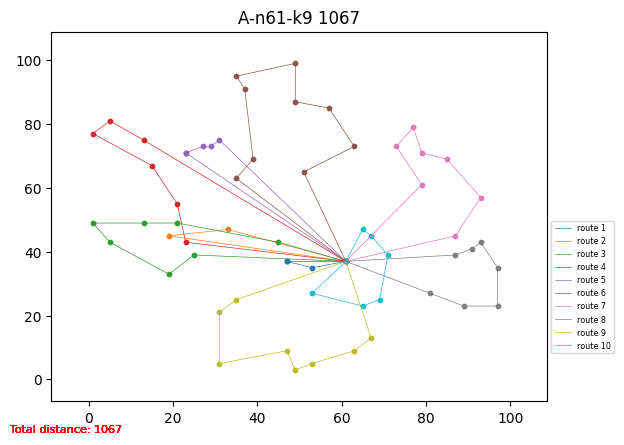 A-n61-k9 1067
100
80
60
40
20
0
0 20 40 60 80 100
route 1
route 2
route 3
route 4
route 5
route 6
route 7
route 8
route 9
route 10
Total distance: 1067